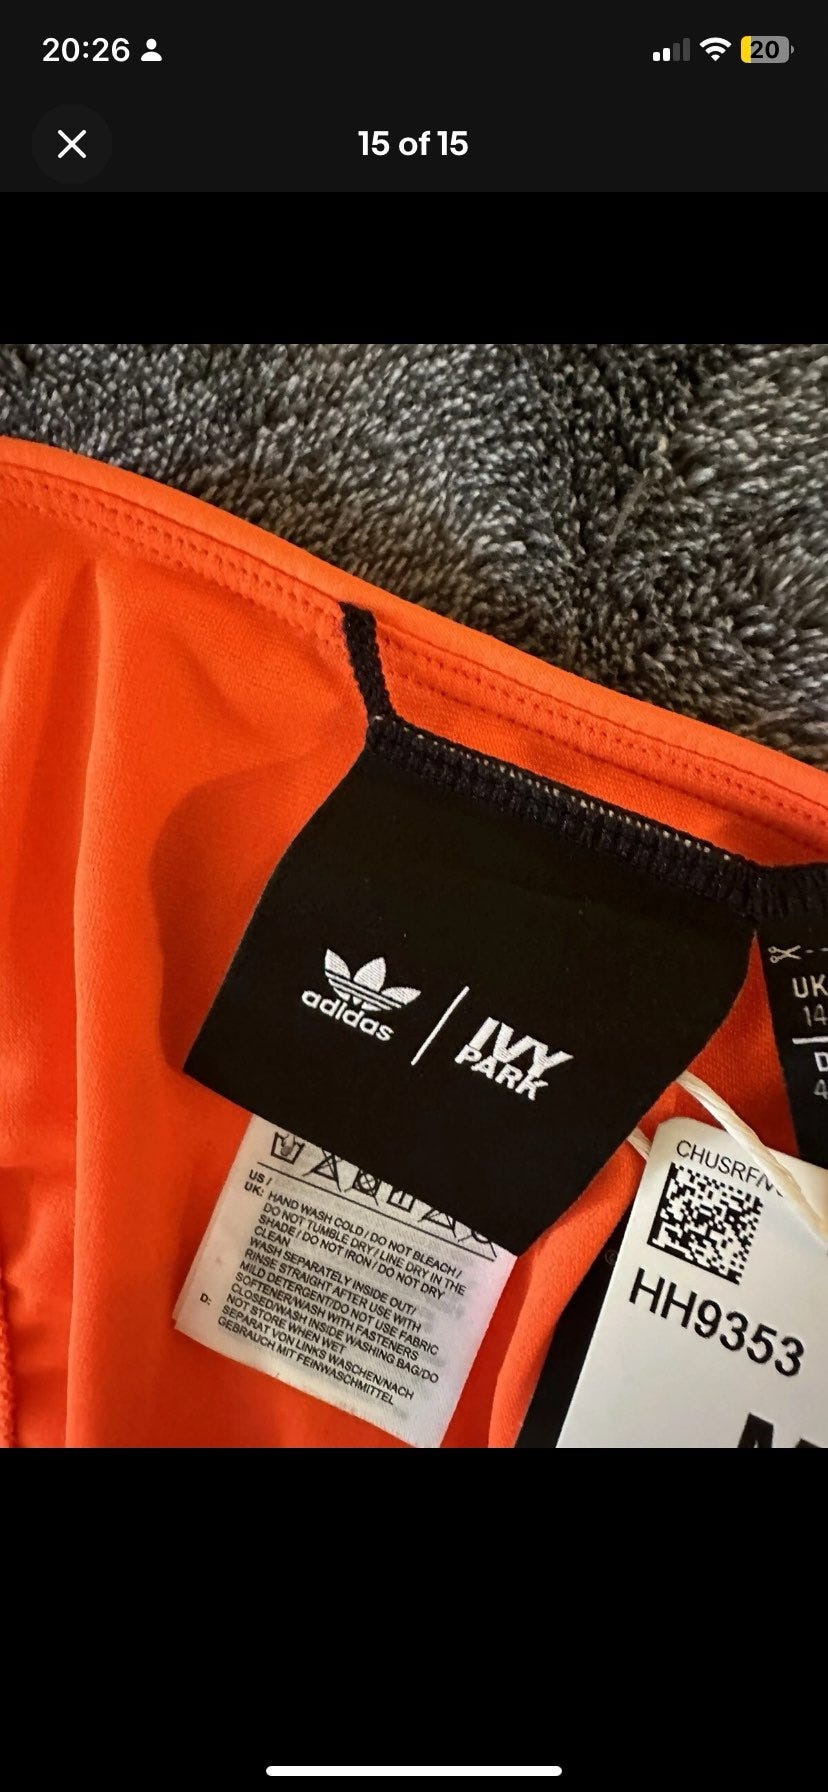 20:26
20
15 of 15
adidas
IVY
PARK
UK
14
D
4
CHUSRF
HH9353
US /
UK: HAND WASH COLD / DO NOT BLEACH /
DO NOT TUMBLE DRY / LINE DRY IN THE
SHADE / DO NOT IRON / DO NOT DRY
CLEAN
WASH SEPARATELY INSIDE OUT/
RINSE STRAIGHT AFTER USE WITH
MILD DETERGENT/DO NOT USE FABRIC
SOFTENER/WASH WITH FASTENERS
CLOSED/WASH INSIDE WASHING BAG/DO
NOT STORE WHEN WET
D: SEPARAT VON LINKS WASCHEN/NACH
GEBRAUCH MIT FEINWASCHMITTEL